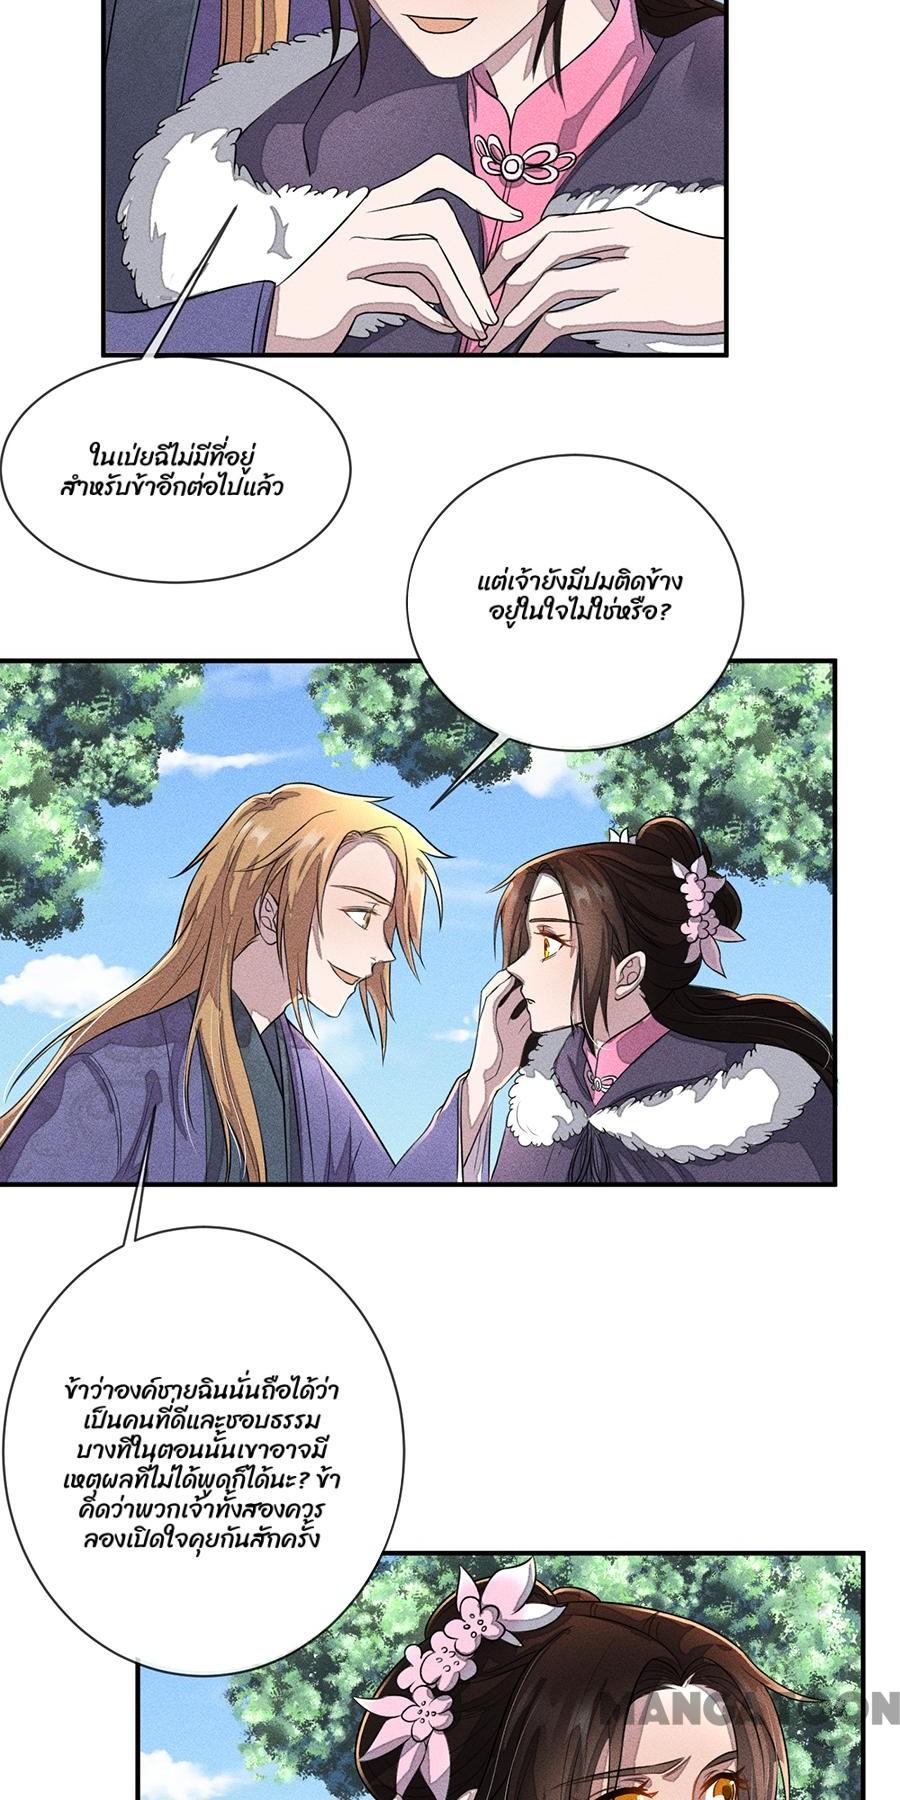 ในเป่ยฉีไม่มีที่อยู่
สำหรับข้าอีกต่อไปแล้ว
แต่เจ้ายังมีปมติดข้าง
อยู่ในใจไม่ใช่หรือ?
ข้าว่าองค์ชายฉินนั่นถือได้ว่า
เป็นคนที่ดีและชอบธรรม
บางทีในตอนนั้นเขาอาจมี
เหตุผลที่ไม่ได้พูดก็ได้นะ? ข้า
คิดว่าพวกเจ้าทั้งสองควร
ลองเปิดใจคุยกันสักครั้ง
MANGATOON